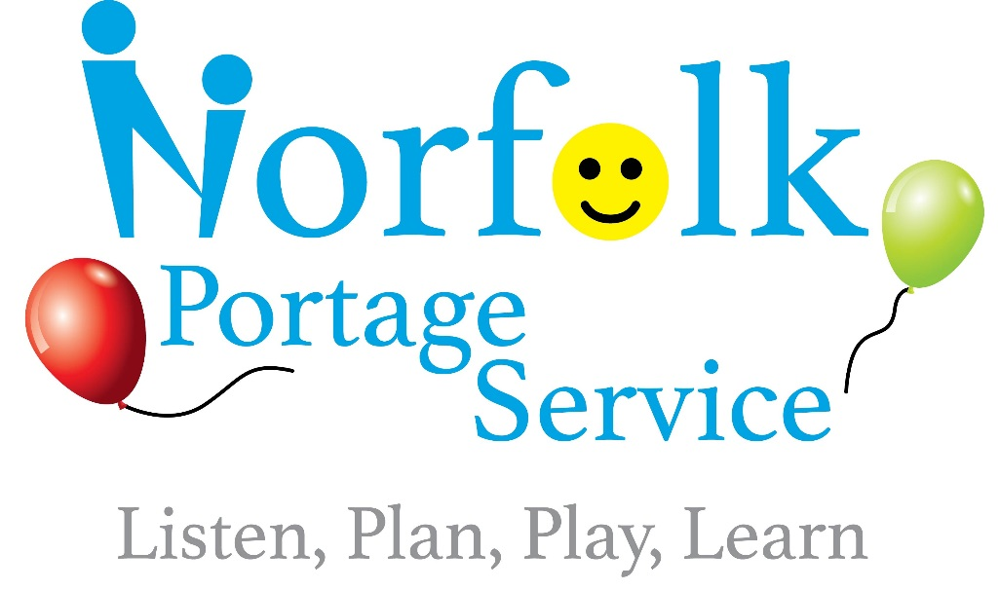 Norfolk
Portage
Service
Listen, Plan, Play, Learn